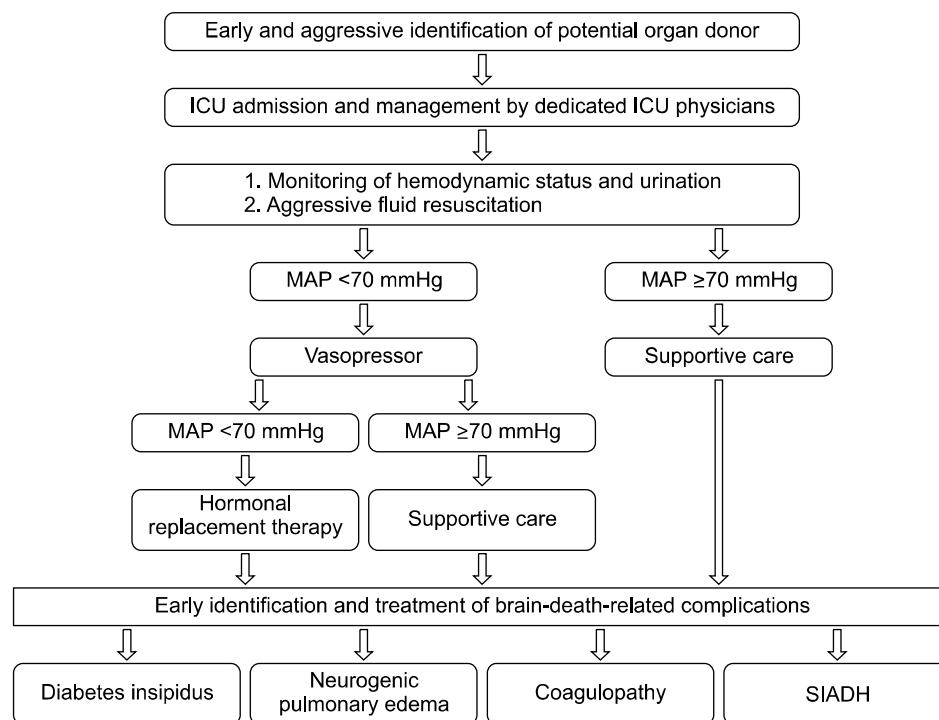 Early and aggressive identification of potential organ donor
ICU admission and management by dedicated ICU physicians
1. Monitoring of hemodynamic status and urination
2. Aggressive fluid resuscitation
MAP <70 mmHg
MAP ≥70 mmHg
Vasopressor
Supportive care
MAP <70 mmHg
MAP ≥70 mmHg
Hormonal
replacement therapy
Supportive care
Early identification and treatment of brain-death-related complications
Diabetes insipidus
Neurogenic
pulmonary edema
Coagulopathy
SIADH